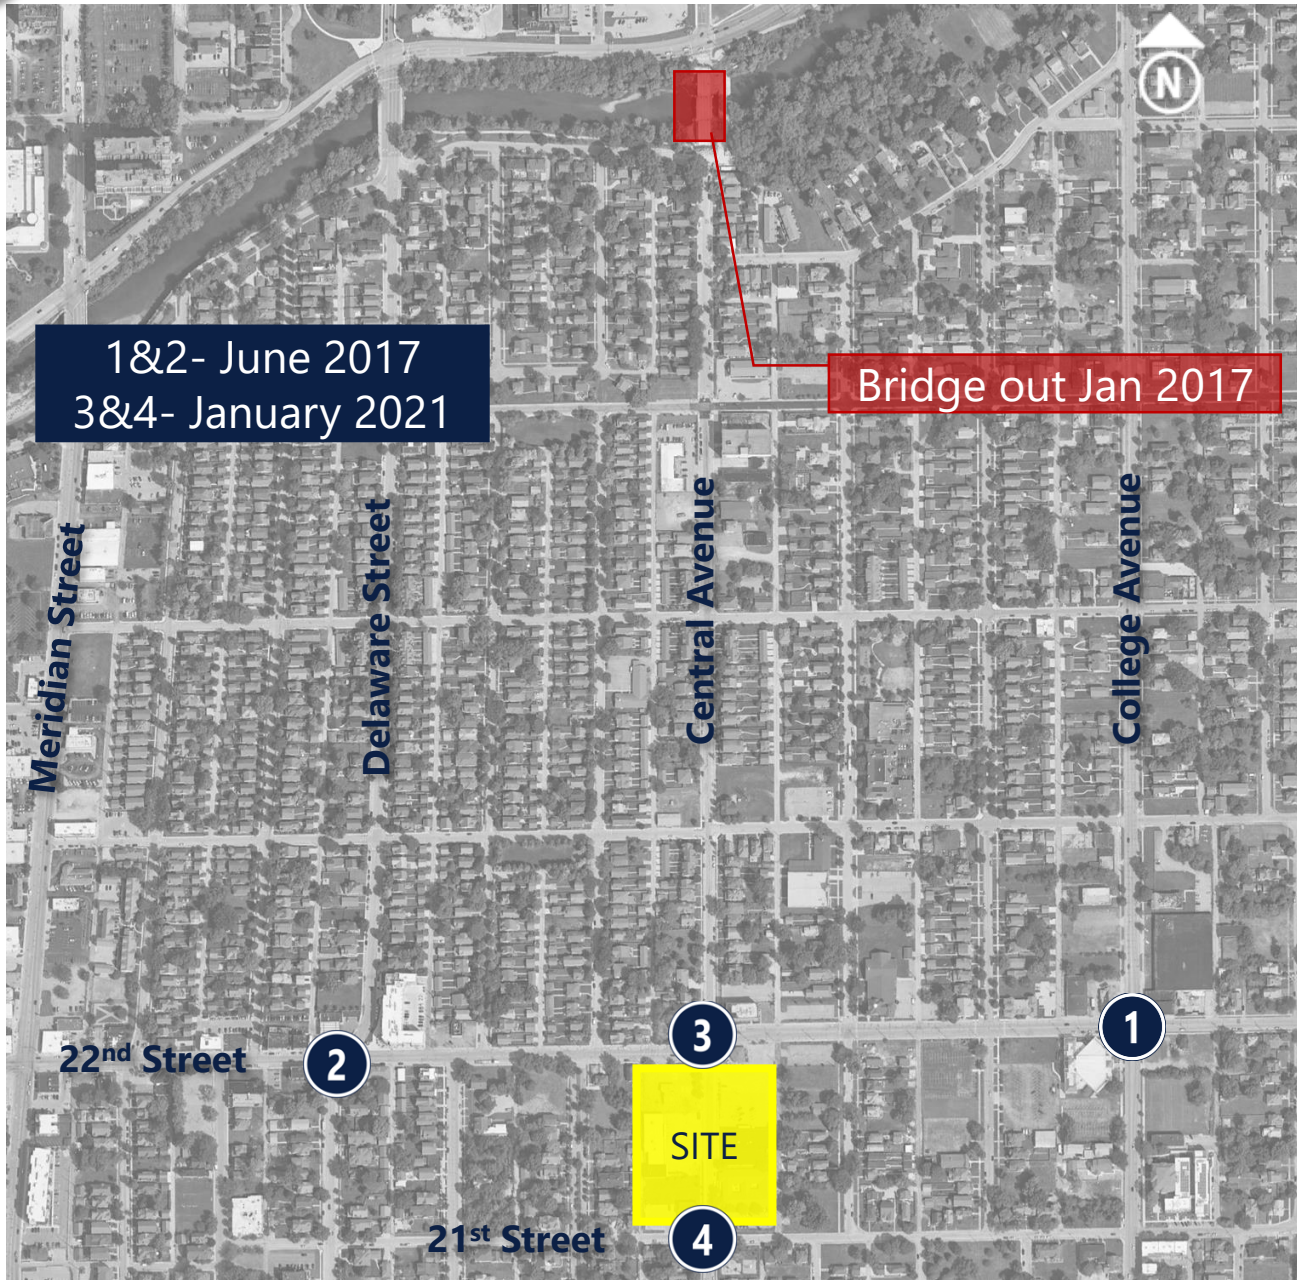 N
1&2- June 2017
3&4- January 2021
Bridge out Jan 2017
Meridian Street
Delaware Street
Central Avenue
College Avenue
22nd Street
2
3
1
SITE
21st Street
4